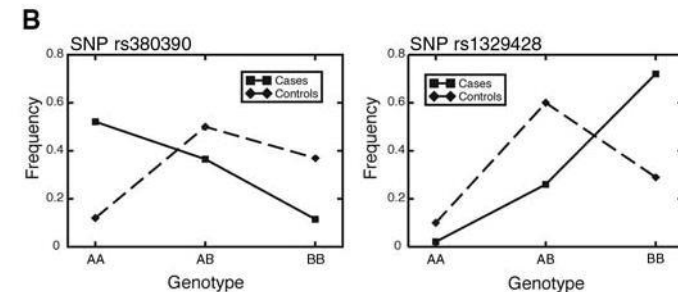 B
SNP rs380390
0.8
0.6
0.4
0.2
0
Frequency
Cases
Controls
AA
AB
BB
Genotype
SNP rs1329428
0.8
0.6
0.4
0.2
0
Frequency
Cases
Controls
AA
AB
BB
Genotype